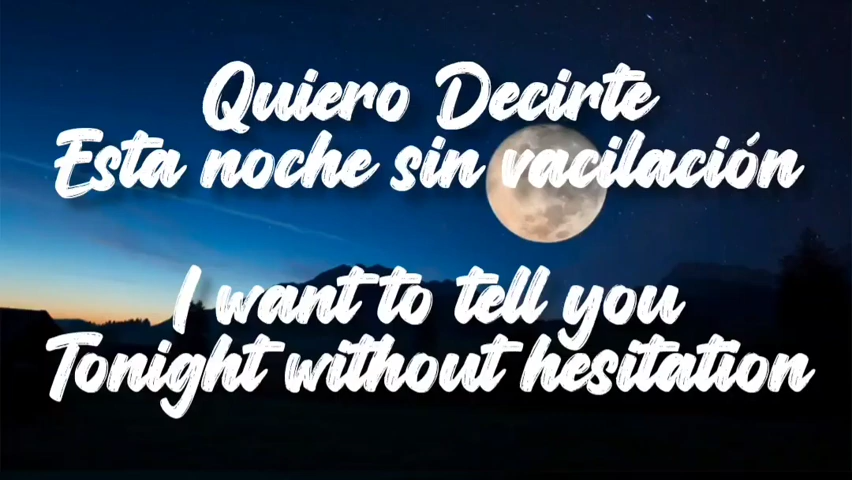 Quiero Decirte
Esta noche sin vacilación
I want to tell you
Tonight without hesitation